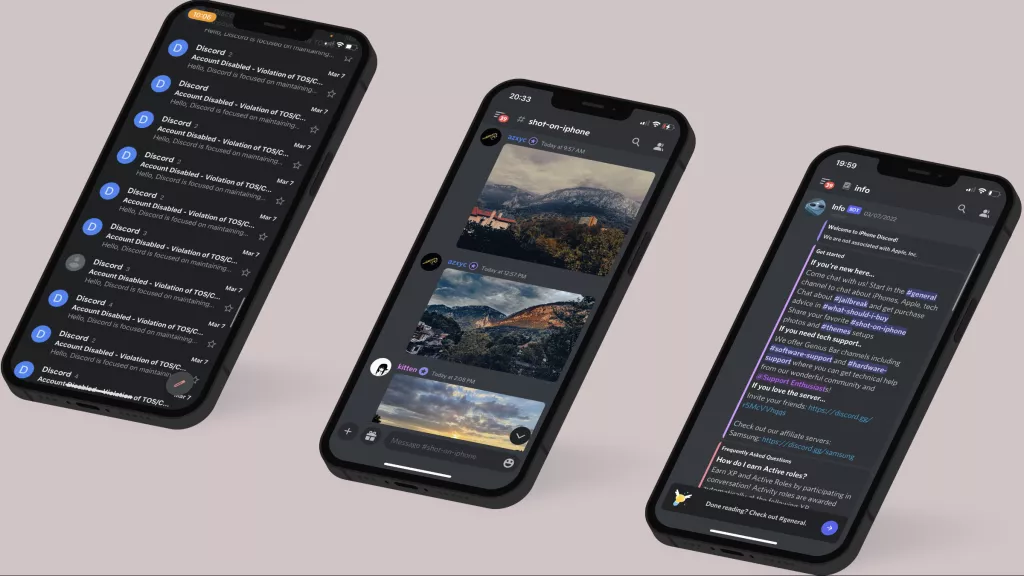 10:06
Hello, Discord is focused on maintaining...
Discord 2
Mar 7
Account Disabled - Violation of TOS/C...
Hello, Discord is focused on maintaining...
Discord
Mar 7
Account Disabled - Violation of TOS/C...
Hello, Discord is focused on maintaining...
Discord 2
Mar 7
Account Disabled - Violation of TOS/C...
Hello, Discord is focused on maintaining...
Discord 2
Mar 7
Account Disabled - Violation of TOS/C...
Hello, Discord is focused on maintaining...
Discord 2
Mar 7
Account Disabled - Violation of TOS/C...
Hello, Discord is focused on maintaining...
Discord 3
Mar 7
Account Disabled - Violation of TOS/C...
Hello, Discord is focused on maintaining...
Discord 3
Mar 7
Account Disabled - Violation of TOS/C...
Hello, Discord is focused on maintaining...
Discord 4
Mar 7
Account Disabled - Violation of TOS/C...
Hello, Discord is focused on maintaining...
Discord 2
Mar 7
Account Disabled - Violation of TOS/C...
Hello, Discord is focused on maintaining...
Discord 4
Mar 7
Account Disabled - Violation of TOS/C...
20:33
39
# shot-on-iphone
azxyc Today at 9:57 AM
azxyc Today at 12:57 PM
kitten Today at 2:08 PM
Message #shot-on-iphone
19:59
39
info
Info BOT 03/07/2022
Welcome to iPhone Discord!
We are not associated with Apple, Inc.
Get started
If you're new here...
Come chat with us! Start in the #general
channel to chat about iPhones, Apple, tech
Chat about #jailbreak and get purchase
advice in #what-should-i-buy
Share your favorite #shot-on-iphone
photos and #themes setups
If you need tech support..
We offer Genius Bar channels including
#software-support and #hardware-
support where you can get technical help
from our wonderful community and
@Support Enthusiasts!
If you love the server...
Invite your friends: https://discord.gg/
Check out our affiliate servers:
Samsung: https://discord.gg/samsung
Frequently Asked Questions
How do I earn Active roles?
Earn XP and Active Roles by participating in
conversation! Activity roles are awarded
automatically at the following XP
Done reading? Check out #general.